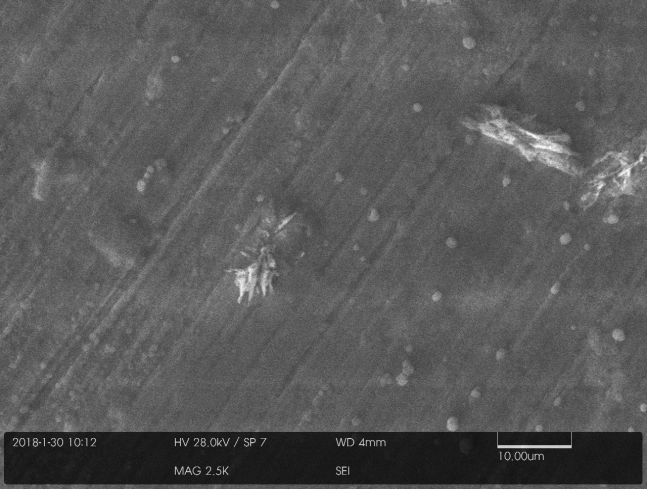 2018-1-30 10:12 HV 28.0kV / SP 7 WD 4mm
10.00um
MAG 2.5K SEI